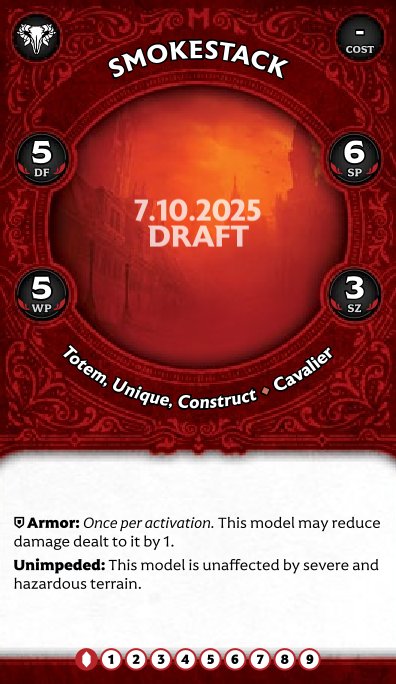 SMOKESTACK
-
COST
5
DF
6
SP
7.10.2025
DRAFT
5
WP
3
SZ
Totem, Unique, Construct • Cavalier
Armor: Once per activation. This model may reduce
damage dealt to it by 1.
Unimpeded: This model is unaffected by severe and
hazardous terrain.
1 2 3 4 5 6 7 8 9